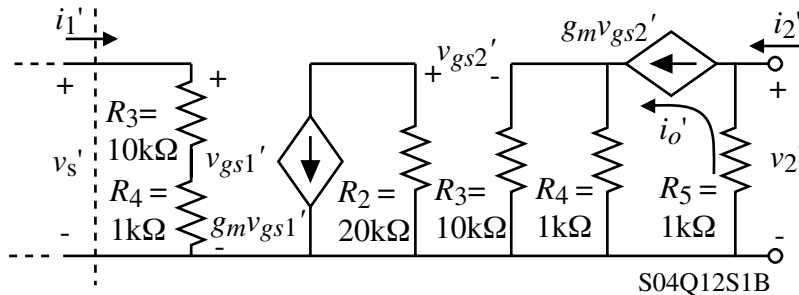 i1' vgs2' gmvgs2' i2'
+ + + - +
R3= 10kΩ
vs' vgs1' io' v2'
R4= 1kΩ
gmvgs1'
R2 = 20kΩ
R3= 10kΩ
R4 = 1kΩ
R5 = 1kΩ
- - -
S04Q12S1B